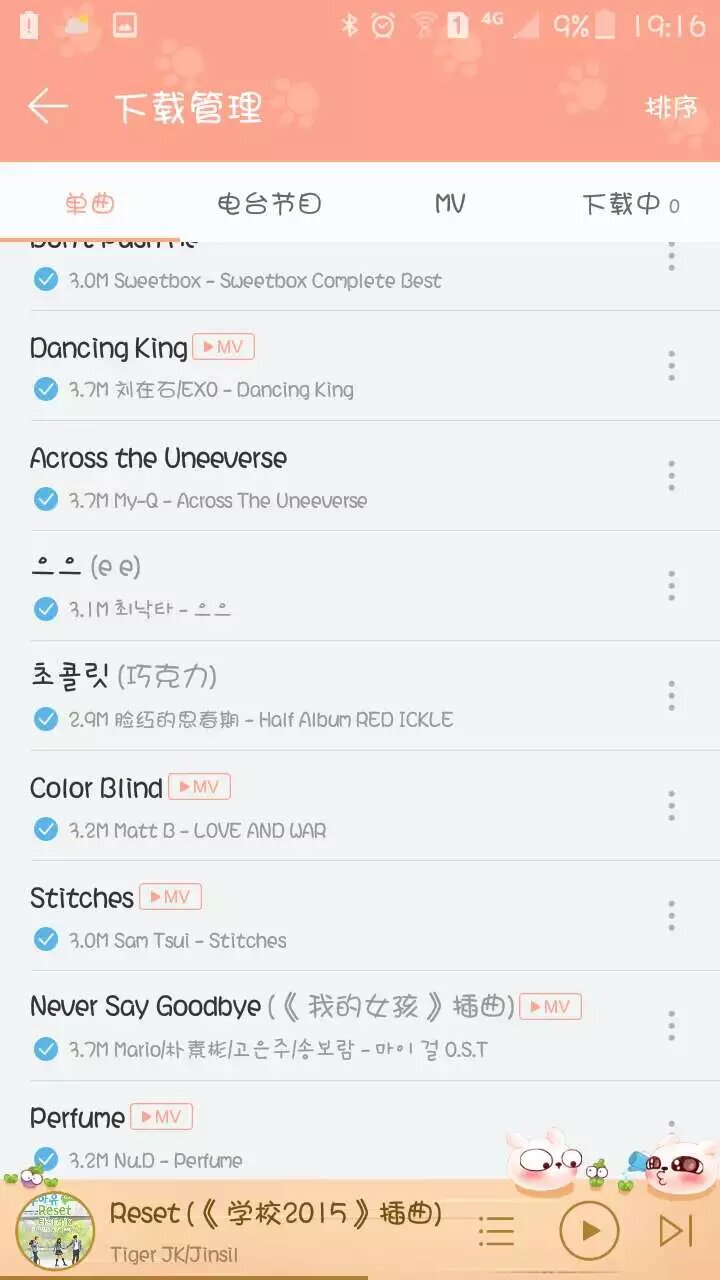 1 4G 9% 19:16
下载管理 排序
单曲 电台节目 MV 下载中 0
Don't Push Me
3.0M Sweetbox - Sweetbox Complete Best
Dancing King MV
3.7M 刘在石/EXO - Dancing King
Across the Uneeverse
3.7M My-Q - Across The Uneeverse
으으 (e e)
3.1M 최낙타 - 으으
초콜릿 (巧克力)
2.9M 脸红的思春期 - Half Album RED ICKLE
Color Blind MV
3.2M Matt B - LOVE AND WAR
Stitches MV
3.0M Sam Tsui - Stitches
Never Say Goodbye (《我的女孩》插曲) MV
3.7M Mario/朴素彬/고은주/송보람 - 마이 걸 O.S.T
Perfume MV
3.2M Nu.D - Perfume
Reset
Reset (《学校2015》插曲)
Tiger JK/Jinsil